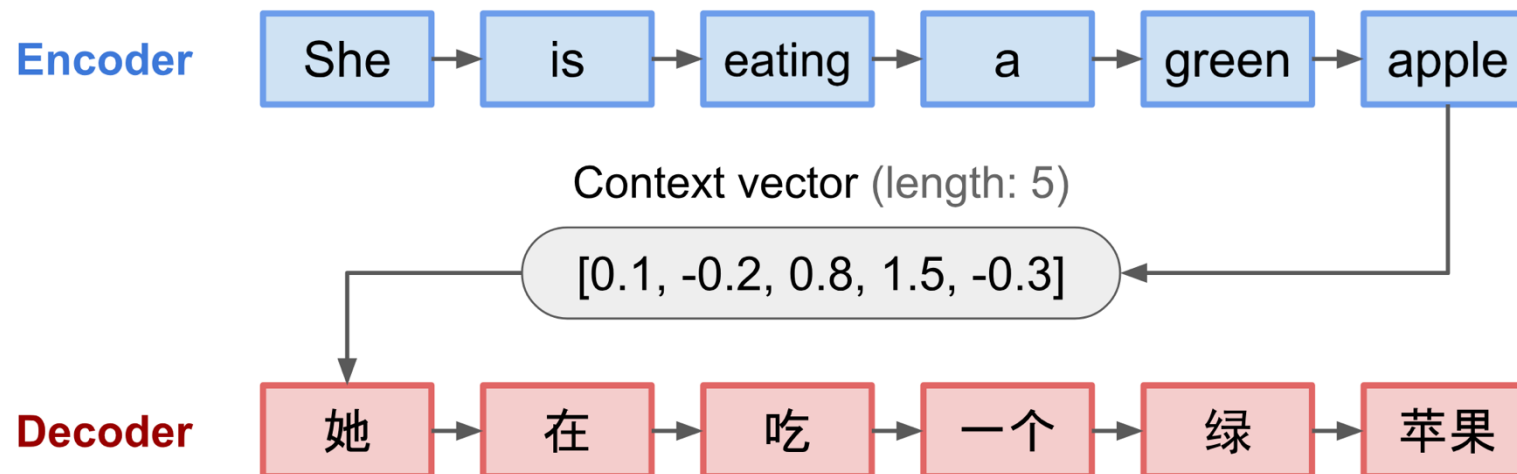 Encoder She is eating a green apple
Context vector (length: 5)
[0.1, -0.2, 0.8, 1.5, -0.3]
Decoder 她 在 吃 一个 绿 苹果